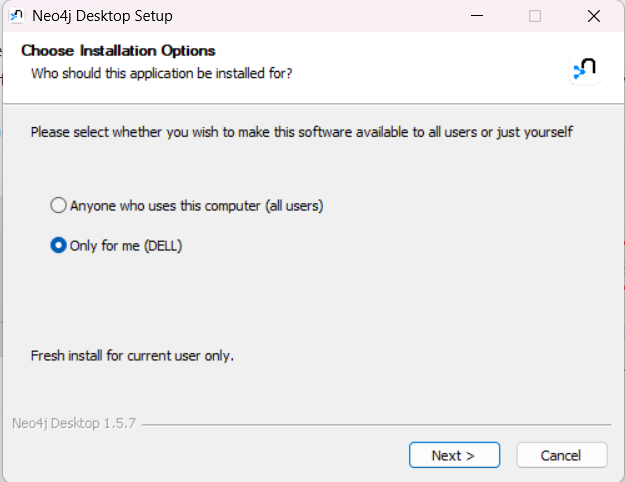 Neo4j Desktop Setup
Choose Installation Options
Who should this application be installed for?
Please select whether you wish to make this software available to all users or just yourself
Anyone who uses this computer (all users)
Only for me (DELL)
Fresh install for current user only.
Neo4j Desktop 1.5.7
Next >
Cancel